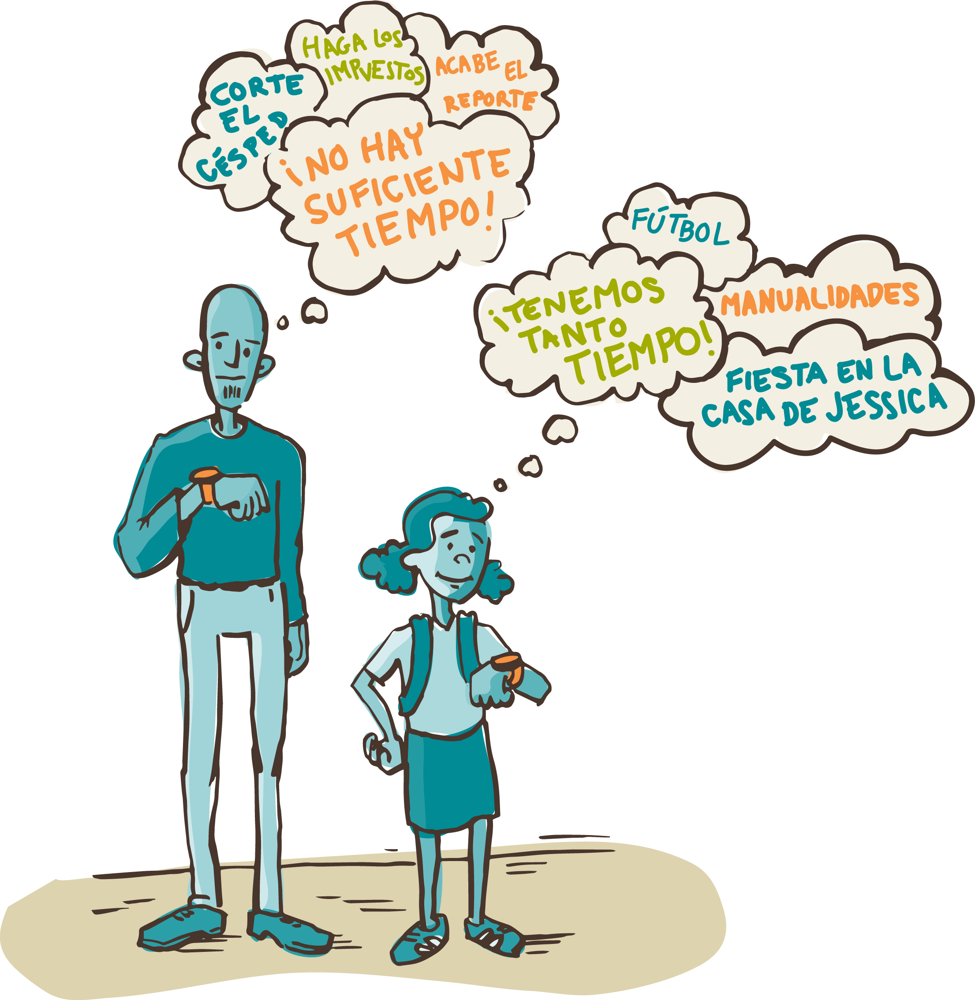 HAGA LOS
IMPUESTOS
ACABE EL
REPORTE
CORTE
EL
CÉSPED
¡NO HAY
SUFICIENTE
TIEMPO!
FÚTBOL
¡TENEMOS
TANTO
TIEMPO!
MANUALIDADES
FIESTA EN LA
CASA DE JESSICA